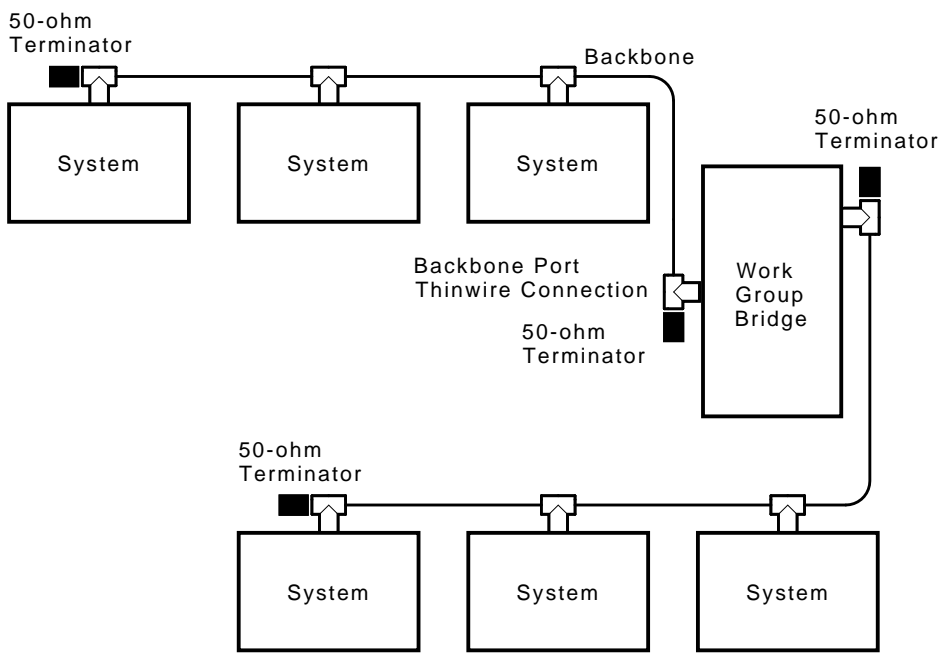 50-ohm
Terminator
Backbone
System
System
System
50-ohm
Terminator
Backbone Port
Thinwire Connection
50-ohm
Terminator
Work
Group
Bridge
50-ohm
Terminator
System
System
System